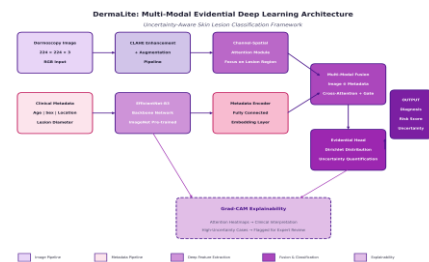 DermaLite: Multi-Modal Evidential Deep Learning Architecture
Uncertainty-Aware Skin Lesion Classification Framework
Dermoscopy Image
224 × 224 × 3
RGB Input
CLAHE Enhancement
+ Augmentation
Pipeline
Channel-Spatial
Attention Module
Focus on Lesion Region
Multi-Modal Fusion
Image + Metadata
Cross-Attention + Gate
Clinical Metadata
Age | Sex | Location
Lesion Diameter
EfficientNet-B3
Backbone Network
ImageNet Pre-trained
Metadata Encoder
Fully Connected
Embedding Layer
OUTPUT
Diagnosis
Risk Score
Uncertainty
Evidential Head
Dirichlet Distribution
Uncertainty Quantification
Grad-CAM Explainability
Attention Heatmaps + Clinical Interpretation
High Uncertainty Cases → Flagged for Expert Review
Image Pipeline
Metadata Pipeline
Deep Feature Extraction
Fusion & Classification
Explainability